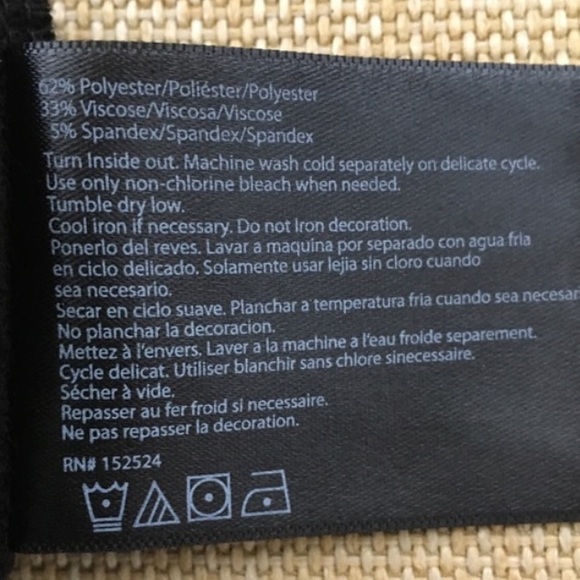 62% Polyester/Poliéster/Polyester
33% Viscose/Viscosa/Viscose
5% Spandex/Spandex/Spandex
Turn Inside out. Machine wash cold separately on delicate cycle.
Use only non-chlorine bleach when needed.
Tumble dry low.
Cool iron if necessary. Do not Iron decoration.
Ponerlo del reves. Lavar a maquina por separado con agua fria
en ciclo delicado. Solamente usar lejia sin cloro cuando
sea necesario.
Secar en ciclo suave. Planchar a temperatura fria cuando sea necesar
No planchar la decoracion.
Mettez à l'envers. Laver a la machine a l'eau froide separement.
Cycle delicat. Utiliser blanchir sans chlore sinecessaire.
Sécher à vide.
Repasser au fer froid si necessaire.
Ne pas repasser la decoration.
RN# 152524